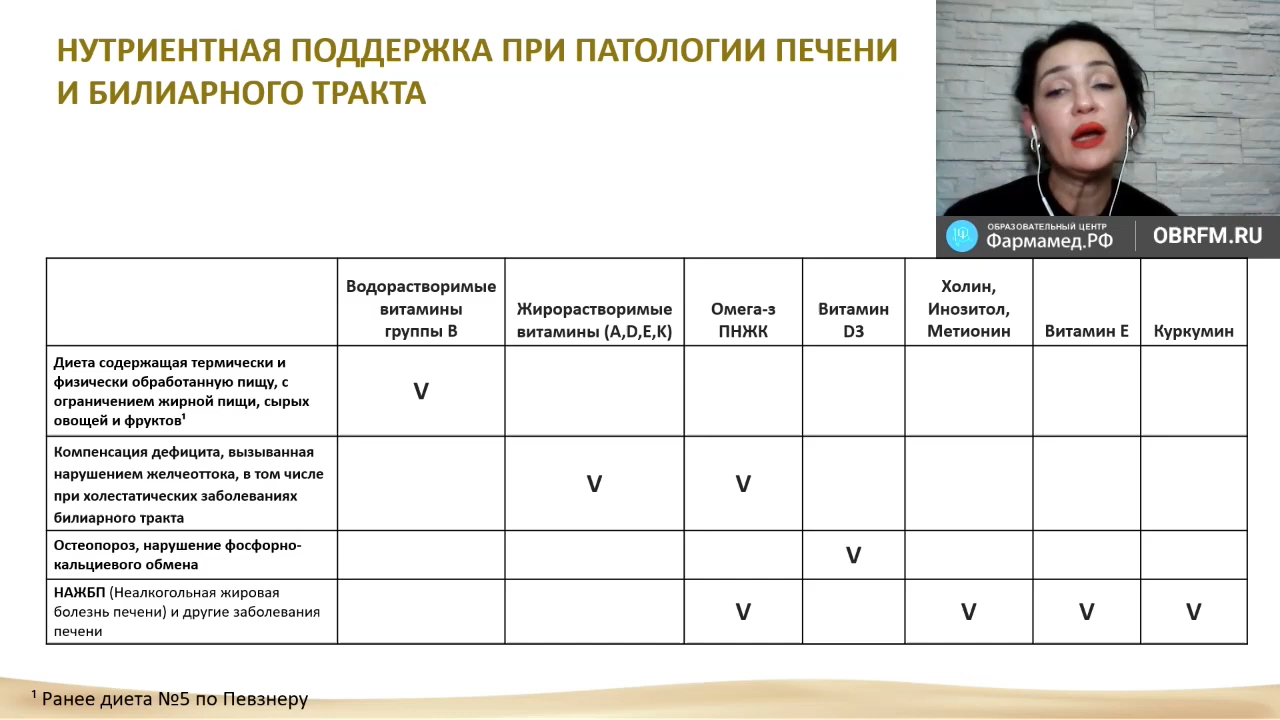 НУТРИЕНТНАЯ ПОДДЕРЖКА ПРИ ПАТОЛОГИИ ПЕЧЕНИ
И БИЛИАРНОГО ТРАКТА
ОБРАЗОВАТЕЛЬНЫЙ ЦЕНТР
Фармамед.РФ
OBRFM.RU
Водорастворимые
витамины
группы В
Жирорастворимые
витамины (A,D,E,K)
Омега-з
ПНЖК
Витамин
D3
Холин,
Инозитол,
Метионин
Витамин Е
Куркумин
Диета содержащая термически и
физически обработанную пищу, с
ограничением жирной пищи, сырых
овощей и фруктов¹
V
Компенсация дефицита, вызыванная
нарушением желчеоттока, в том числе
при холестатических заболеваниях
билиарного тракта
V
V
Остеопороз, нарушение фосфорно-
кальциевого обмена
V
НАЖБП (Неалкогольная жировая
болезнь печени) и другие заболевания
печени
V
V
V
V
¹ Ранее диета №5 по Певзнеру